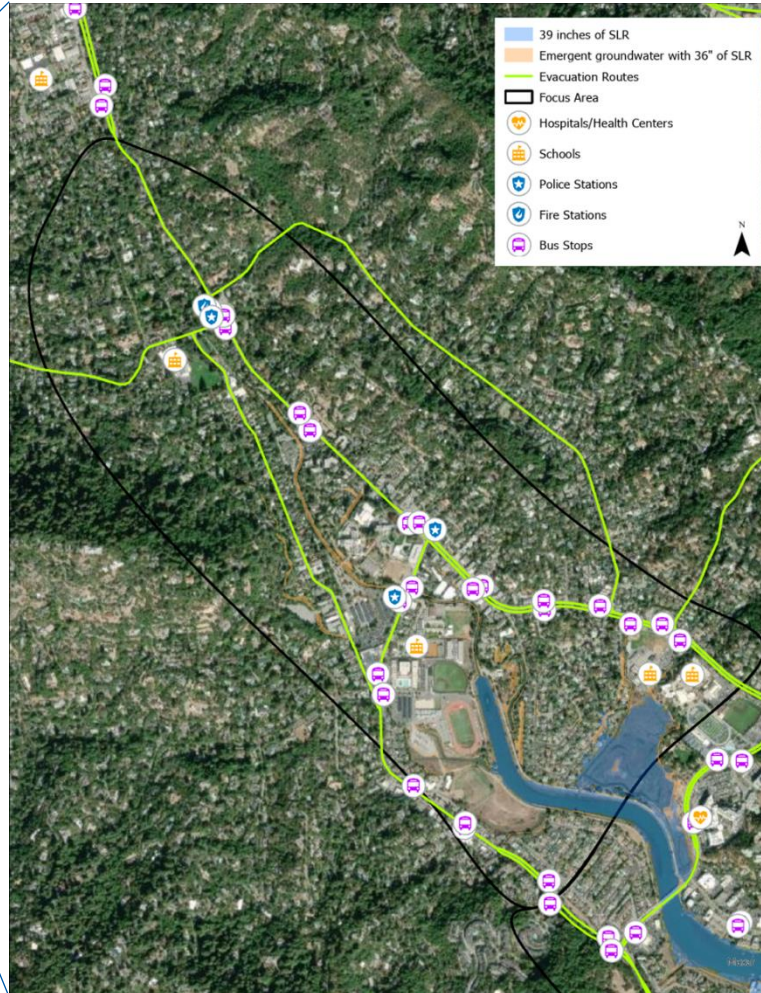 39 inches of SLR
Emergent groundwater with 36" of SLR
Evacuation Routes
Focus Area
Hospitals/Health Centers
Schools
Police Stations
Fire Stations
Bus Stops
N